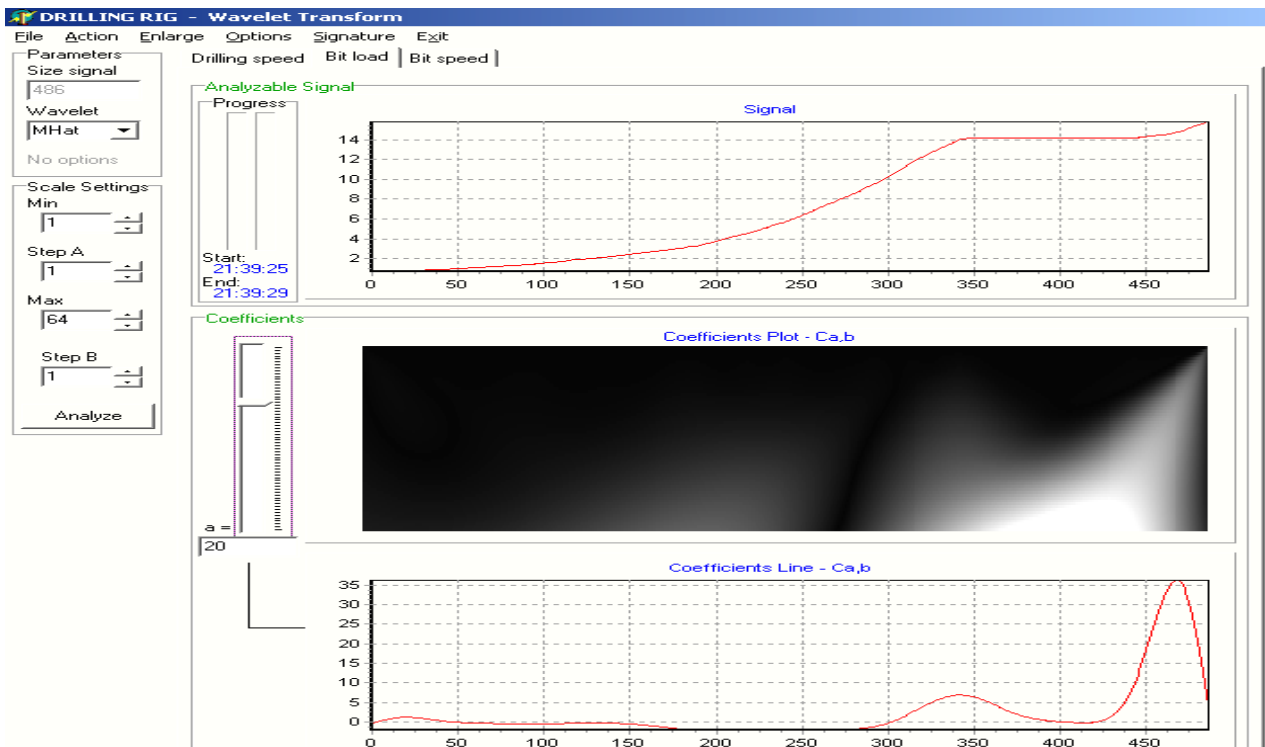 DRILLING RIG - Wavelet Transform
File Action Enlarge Options Signature Exit
Parameters
Size signal
486
Wavelet
MHat
No options
Scale Settings
Min
1
Step A
1
Max
64
Step B
1
Analyze
Drilling speed Bit load Bit speed
Analyzable Signal
Progress
Start:
21:39:25
End:
21:39:29
Signal
14
12
10
8
6
4
2
0 50 100 150 200 250 300 350 400 450
Coefficients
a =
20
Coefficients Plot - Ca,b
Coefficients Line - Ca,b
35
30
25
20
15
10
5
0
0 50 100 150 200 250 300 350 400 450